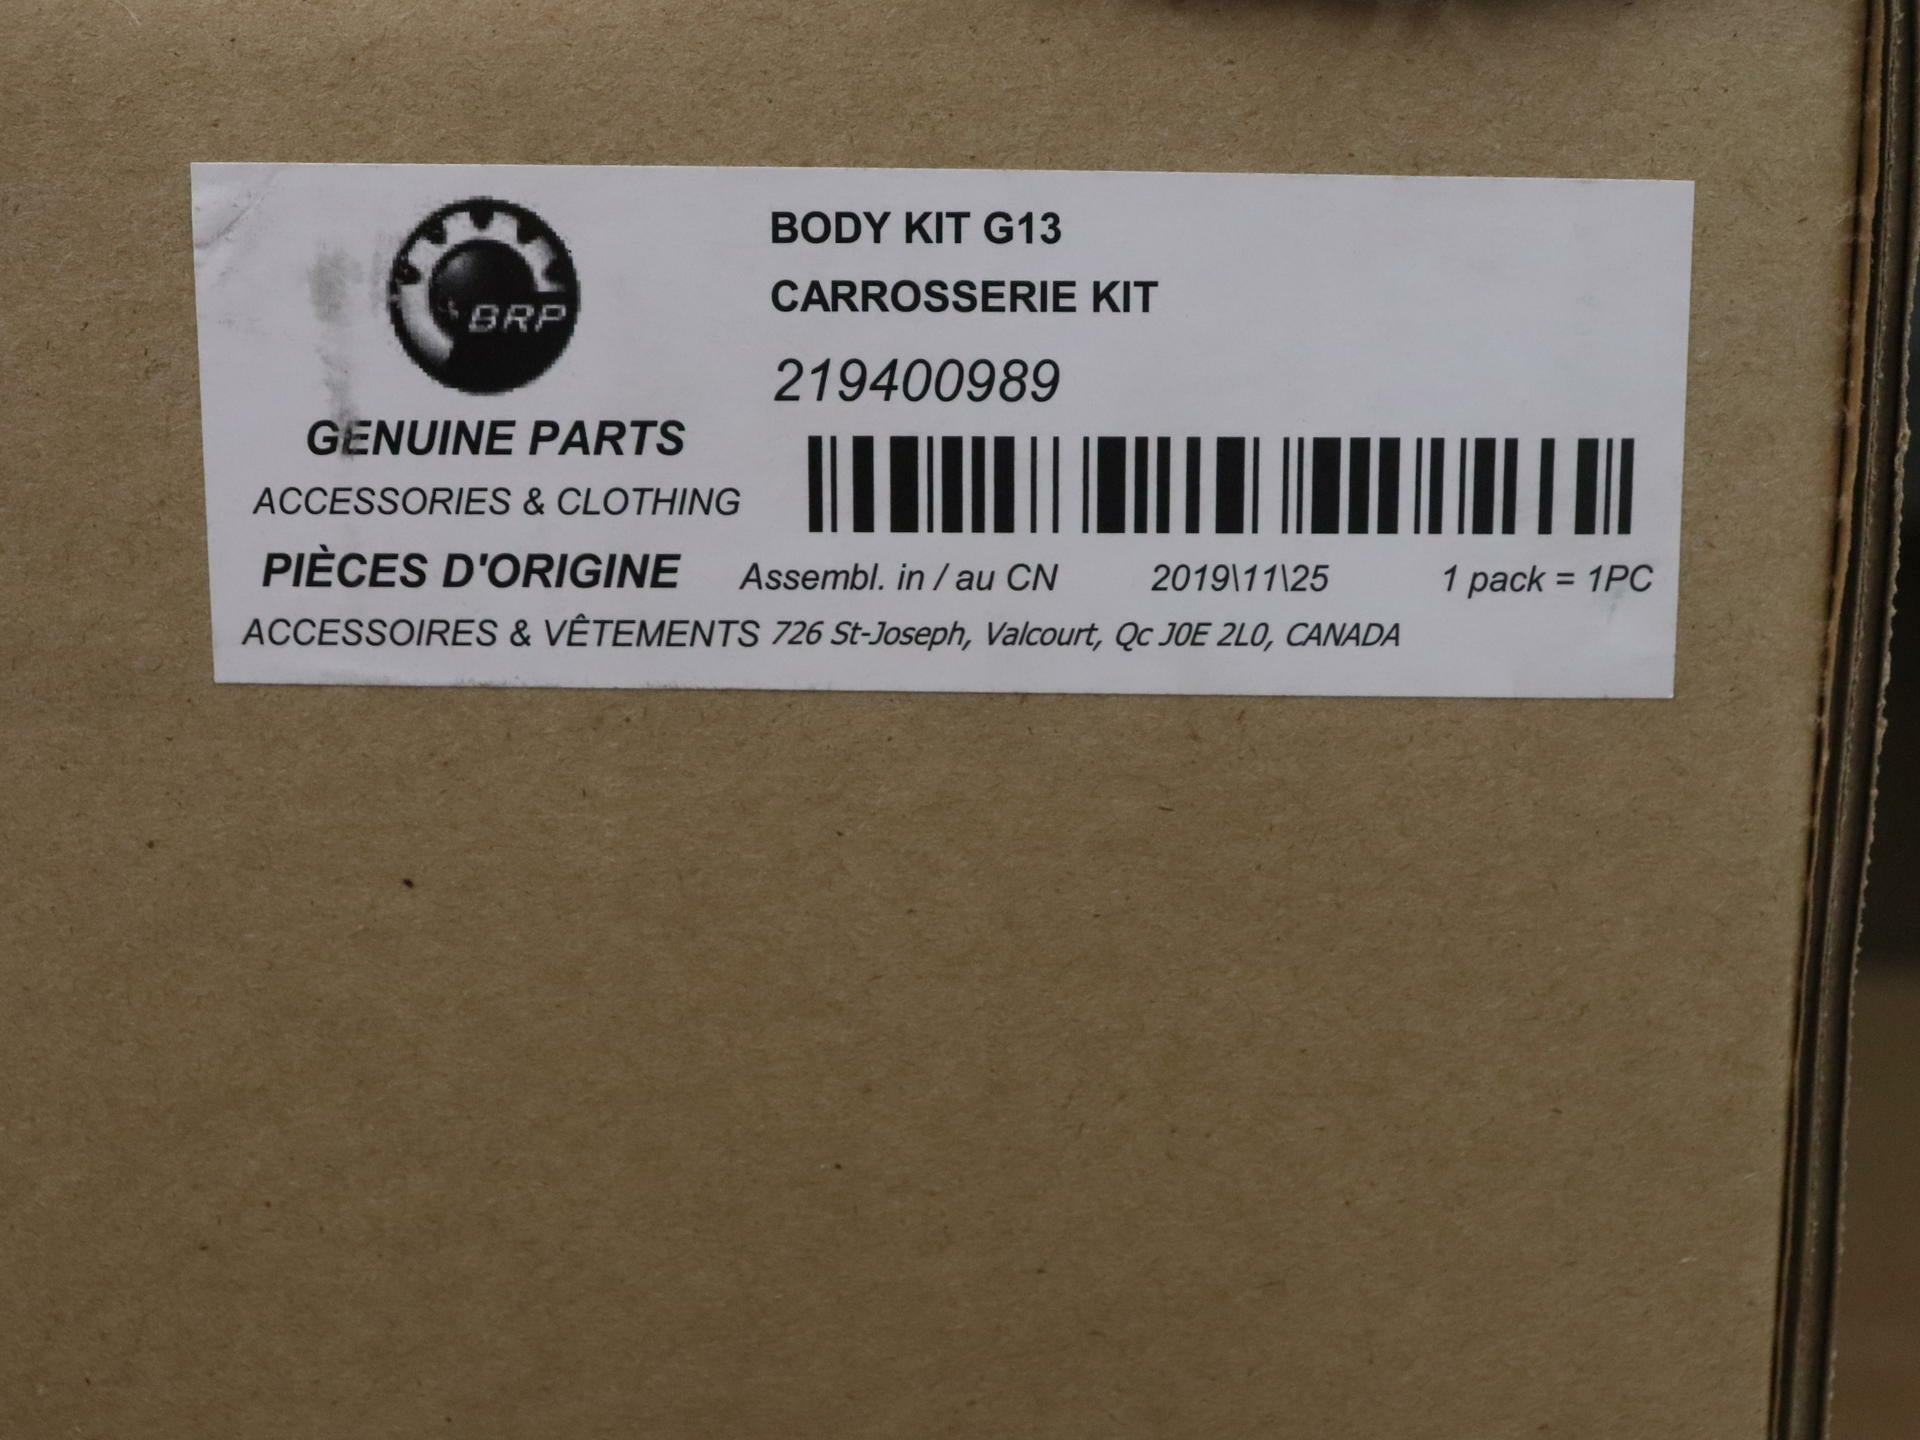 BRP
GENUINE PARTS
ACCESSORIES & CLOTHING
PIÈCES D'ORIGINE
ACCESSOIRES & VÊTEMENTS
BODY KIT G13
CARROSSERIE KIT
219400989
Assembl. in / au CN 2019\11\25 1 pack = 1PC
726 St-Joseph, Valcourt, Qc J0E 2L0, CANADA